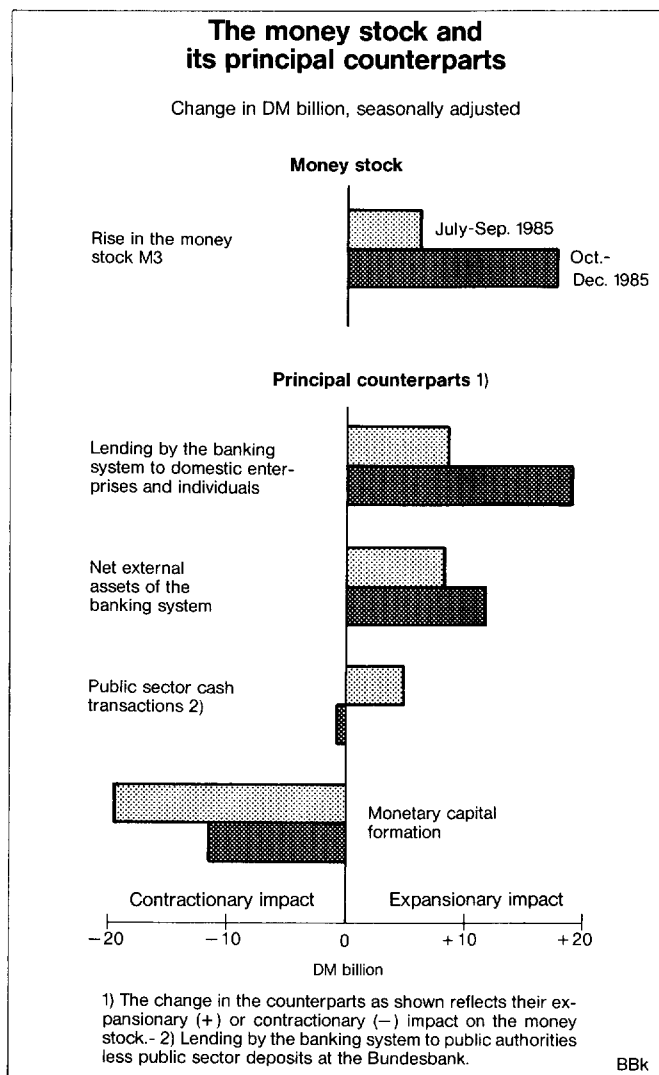 The money stock and
its principal counterparts
Change in DM billion, seasonally adjusted
Money stock
Rise in the money
stock M3
July-Sep. 1985
Oct.-
Dec. 1985
Principal counterparts 1)
Lending by the banking
system to domestic enter-
prises and individuals
Net external
assets of the
banking system
Public sector cash
transactions 2)
Monetary capital
formation
Contractionary impact
Expansionary impact
−20 −10 0 +10 +20
DM billion
1) The change in the counterparts as shown reflects their ex-
pansionary (+) or contractionary (−) impact on the money
stock.- 2) Lending by the banking system to public authorities
less public sector deposits at the Bundesbank.
BBk